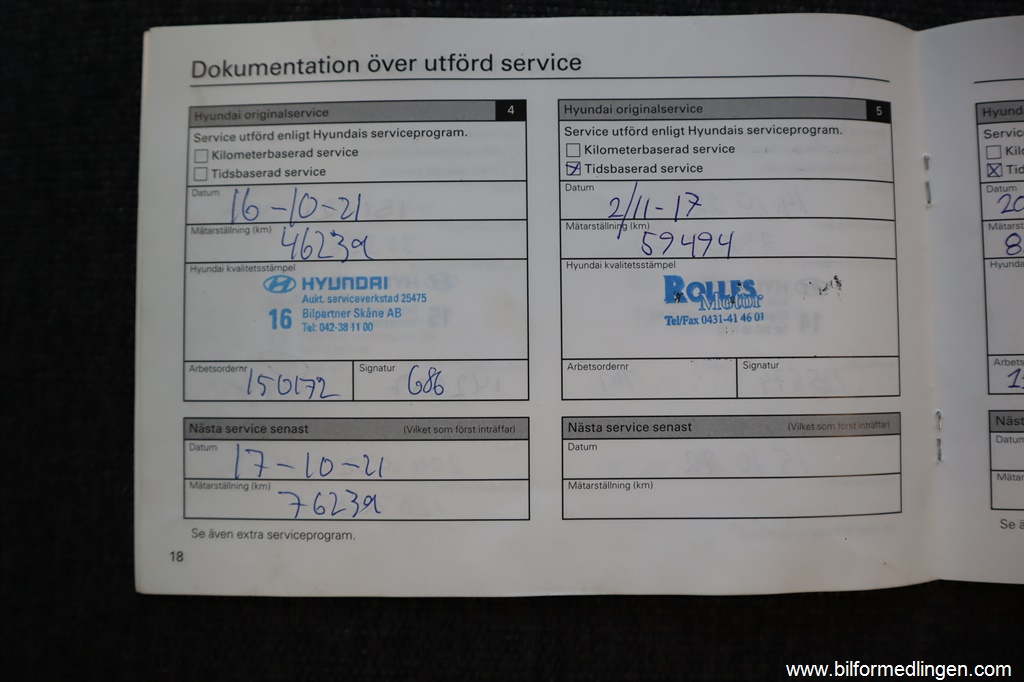 Dokumentation över utförd service
Hyundai originalservice 4
Service utförd enligt Hyundais serviceprogram.
Kilometerbaserad service
Tidsbaserad service
Datum
16-10-21
Mätarställning (km)
46239
Hyundai kvalitetsstämpel
HYUNDAI
Aukt. serviceverkstad 25475
16 Bilpartner Skåne AB
Tel: 042-38 11 00
Arbetsordernr 150172 Signatur 686
Nästa service senast (Vilket som först inträffar)
Datum
17-10-21
Mätarställning (km)
76239
Se även extra serviceprogram.
18
Hyundai originalservice 5
Service utförd enligt Hyundais serviceprogram.
Kilometerbaserad service
Tidsbaserad service
Datum
2/11-17
Mätarställning (km)
59494
Hyundai kvalitetsstämpel
ROLLES
Motor
Tel/Fax 0431-41 46 01
Arbetsordernr Signatur
Nästa service senast (Vilket som först inträffar)
Datum
Mätarställning (km)
www.bilformedlingen.com